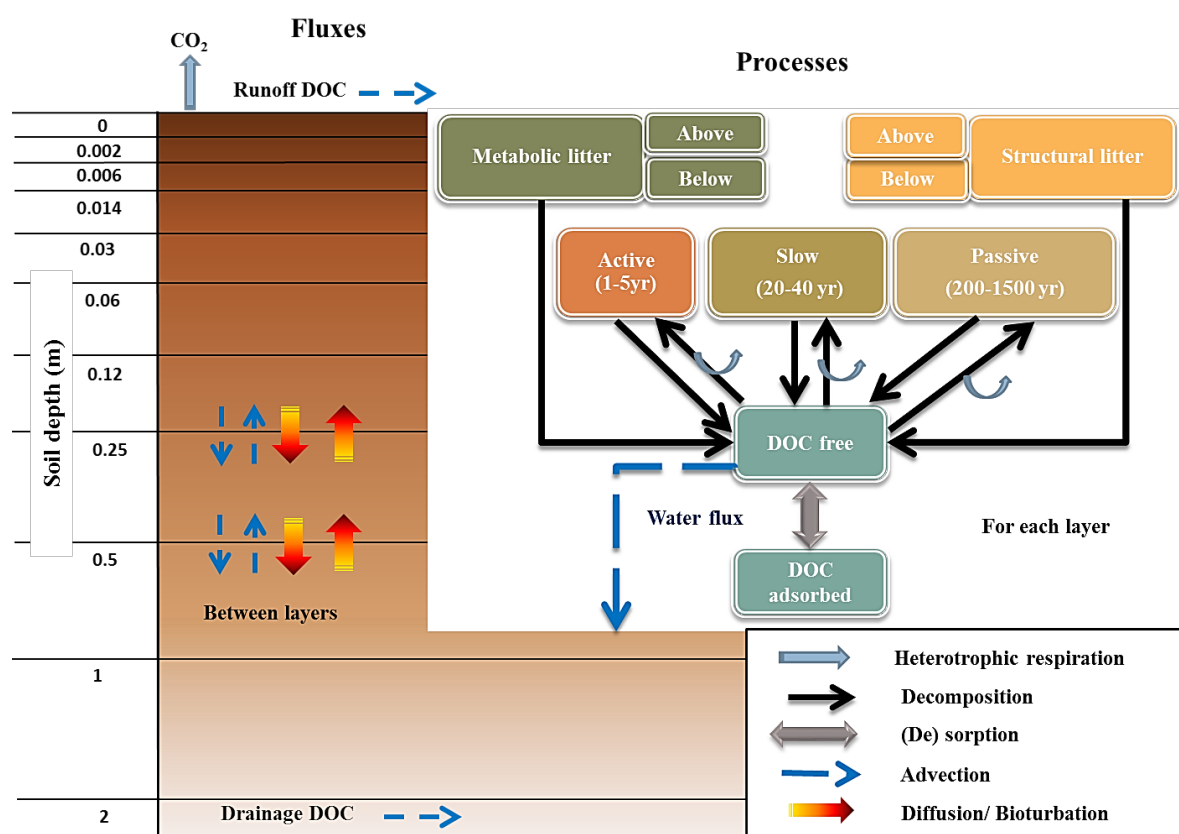 Fluxes
CO2
Runoff DOC
Processes
Soil depth (m)
0
0.002
0.006
0.014
0.03
0.06
0.12
0.25
0.5
1
2
Between layers
Drainage DOC
Metabolic litter
Above
Below
Above
Below
Structural litter
Active
(1-5yr)
Slow
(20-40 yr)
Passive
(200-1500 yr)
DOC free
Water flux
For each layer
DOC
adsorbed
Heterotrophic respiration
Decomposition
(De) sorption
Advection
Diffusion/ Bioturbation